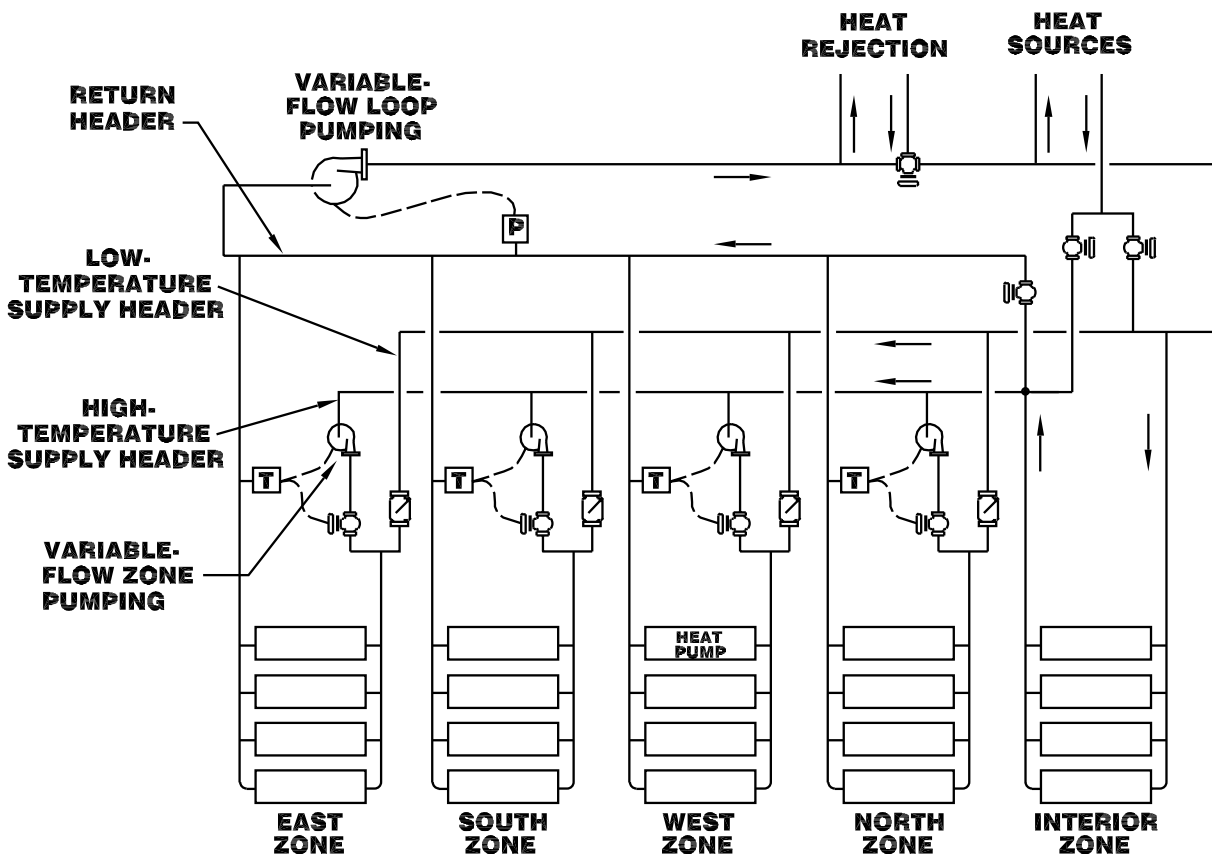 HEAT
REJECTION
HEAT
SOURCES
VARIABLE-
FLOW LOOP
PUMPING
RETURN
HEADER
P
LOW-
TEMPERATURE
SUPPLY HEADER
HIGH-
TEMPERATURE
SUPPLY HEADER
T
T
T
T
VARIABLE-
FLOW ZONE
PUMPING
HEAT
PUMP
EAST
ZONE
SOUTH
ZONE
WEST
ZONE
NORTH
ZONE
INTERIOR
ZONE